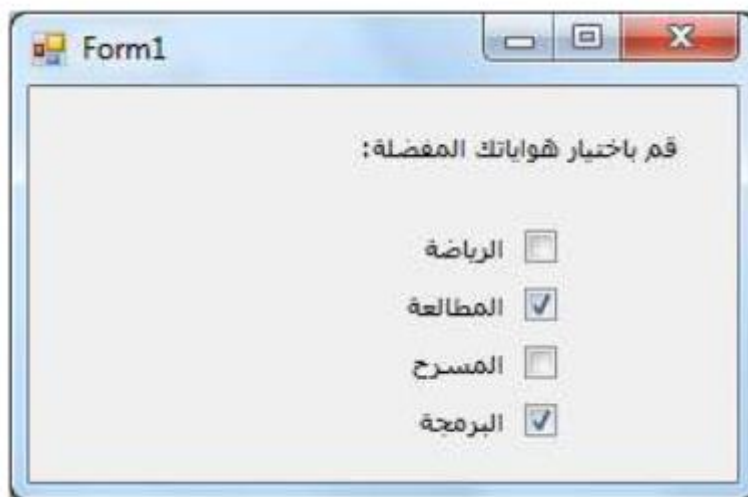 Form1
قم باختيار هواياتك المفضلة:
الرياضة
المطالعة
المسرح
البرمجة